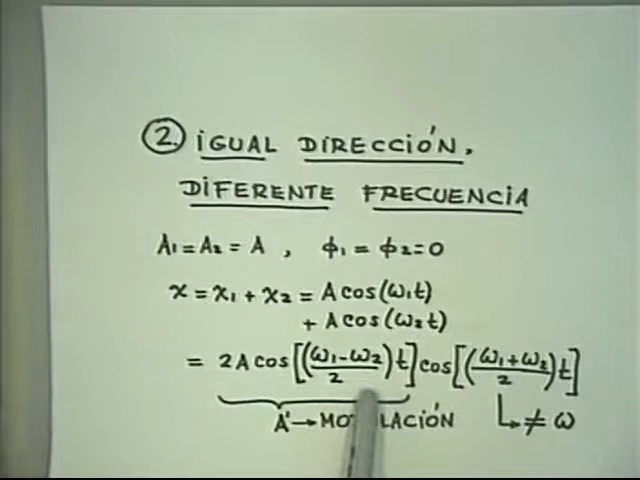 2. iGUAL DiRECCióN,
DiFERENTE FRECUENCiA
A1 = A2 = A , ϕ1 = ϕ2 = 0
x = x1 + x2 = A cos(ω1t)
+ A cos(ω2t)
= 2A cos[(ω1-ω2/2)t] cos[(ω1+ω2/2)t]
A' → ↳ ≠ ω